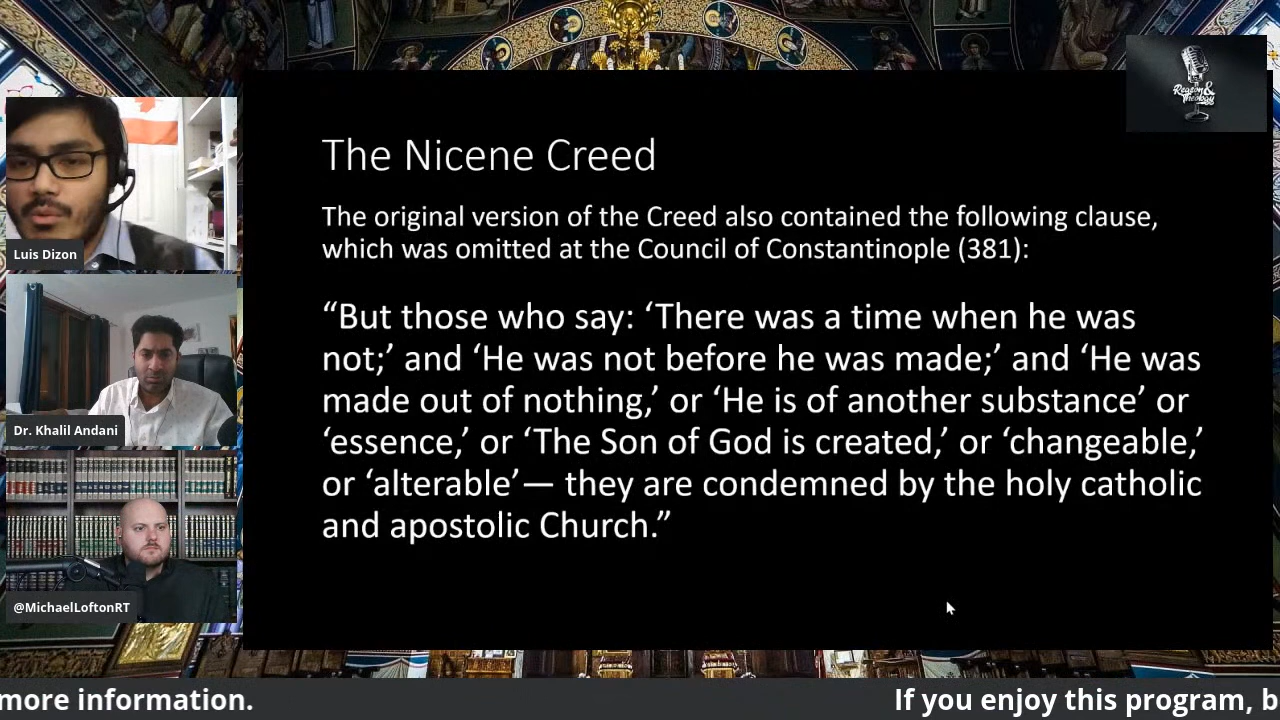 Reason &
Theology
Luis Dizon
Dr. Khalil Andani
@MichaelLoftonRT
The Nicene Creed
The original version of the Creed also contained the following clause,
which was omitted at the Council of Constantinople (381):
“But those who say: ‘There was a time when he was
not;’ and ‘He was not before he was made;’ and ‘He was
made out of nothing,’ or ‘He is of another substance’ or
‘essence,’ or ‘The Son of God is created,’ or ‘changeable,’
or ‘alterable’— they are condemned by the holy catholic
and apostolic Church.”
more information.
If you enjoy this program, b